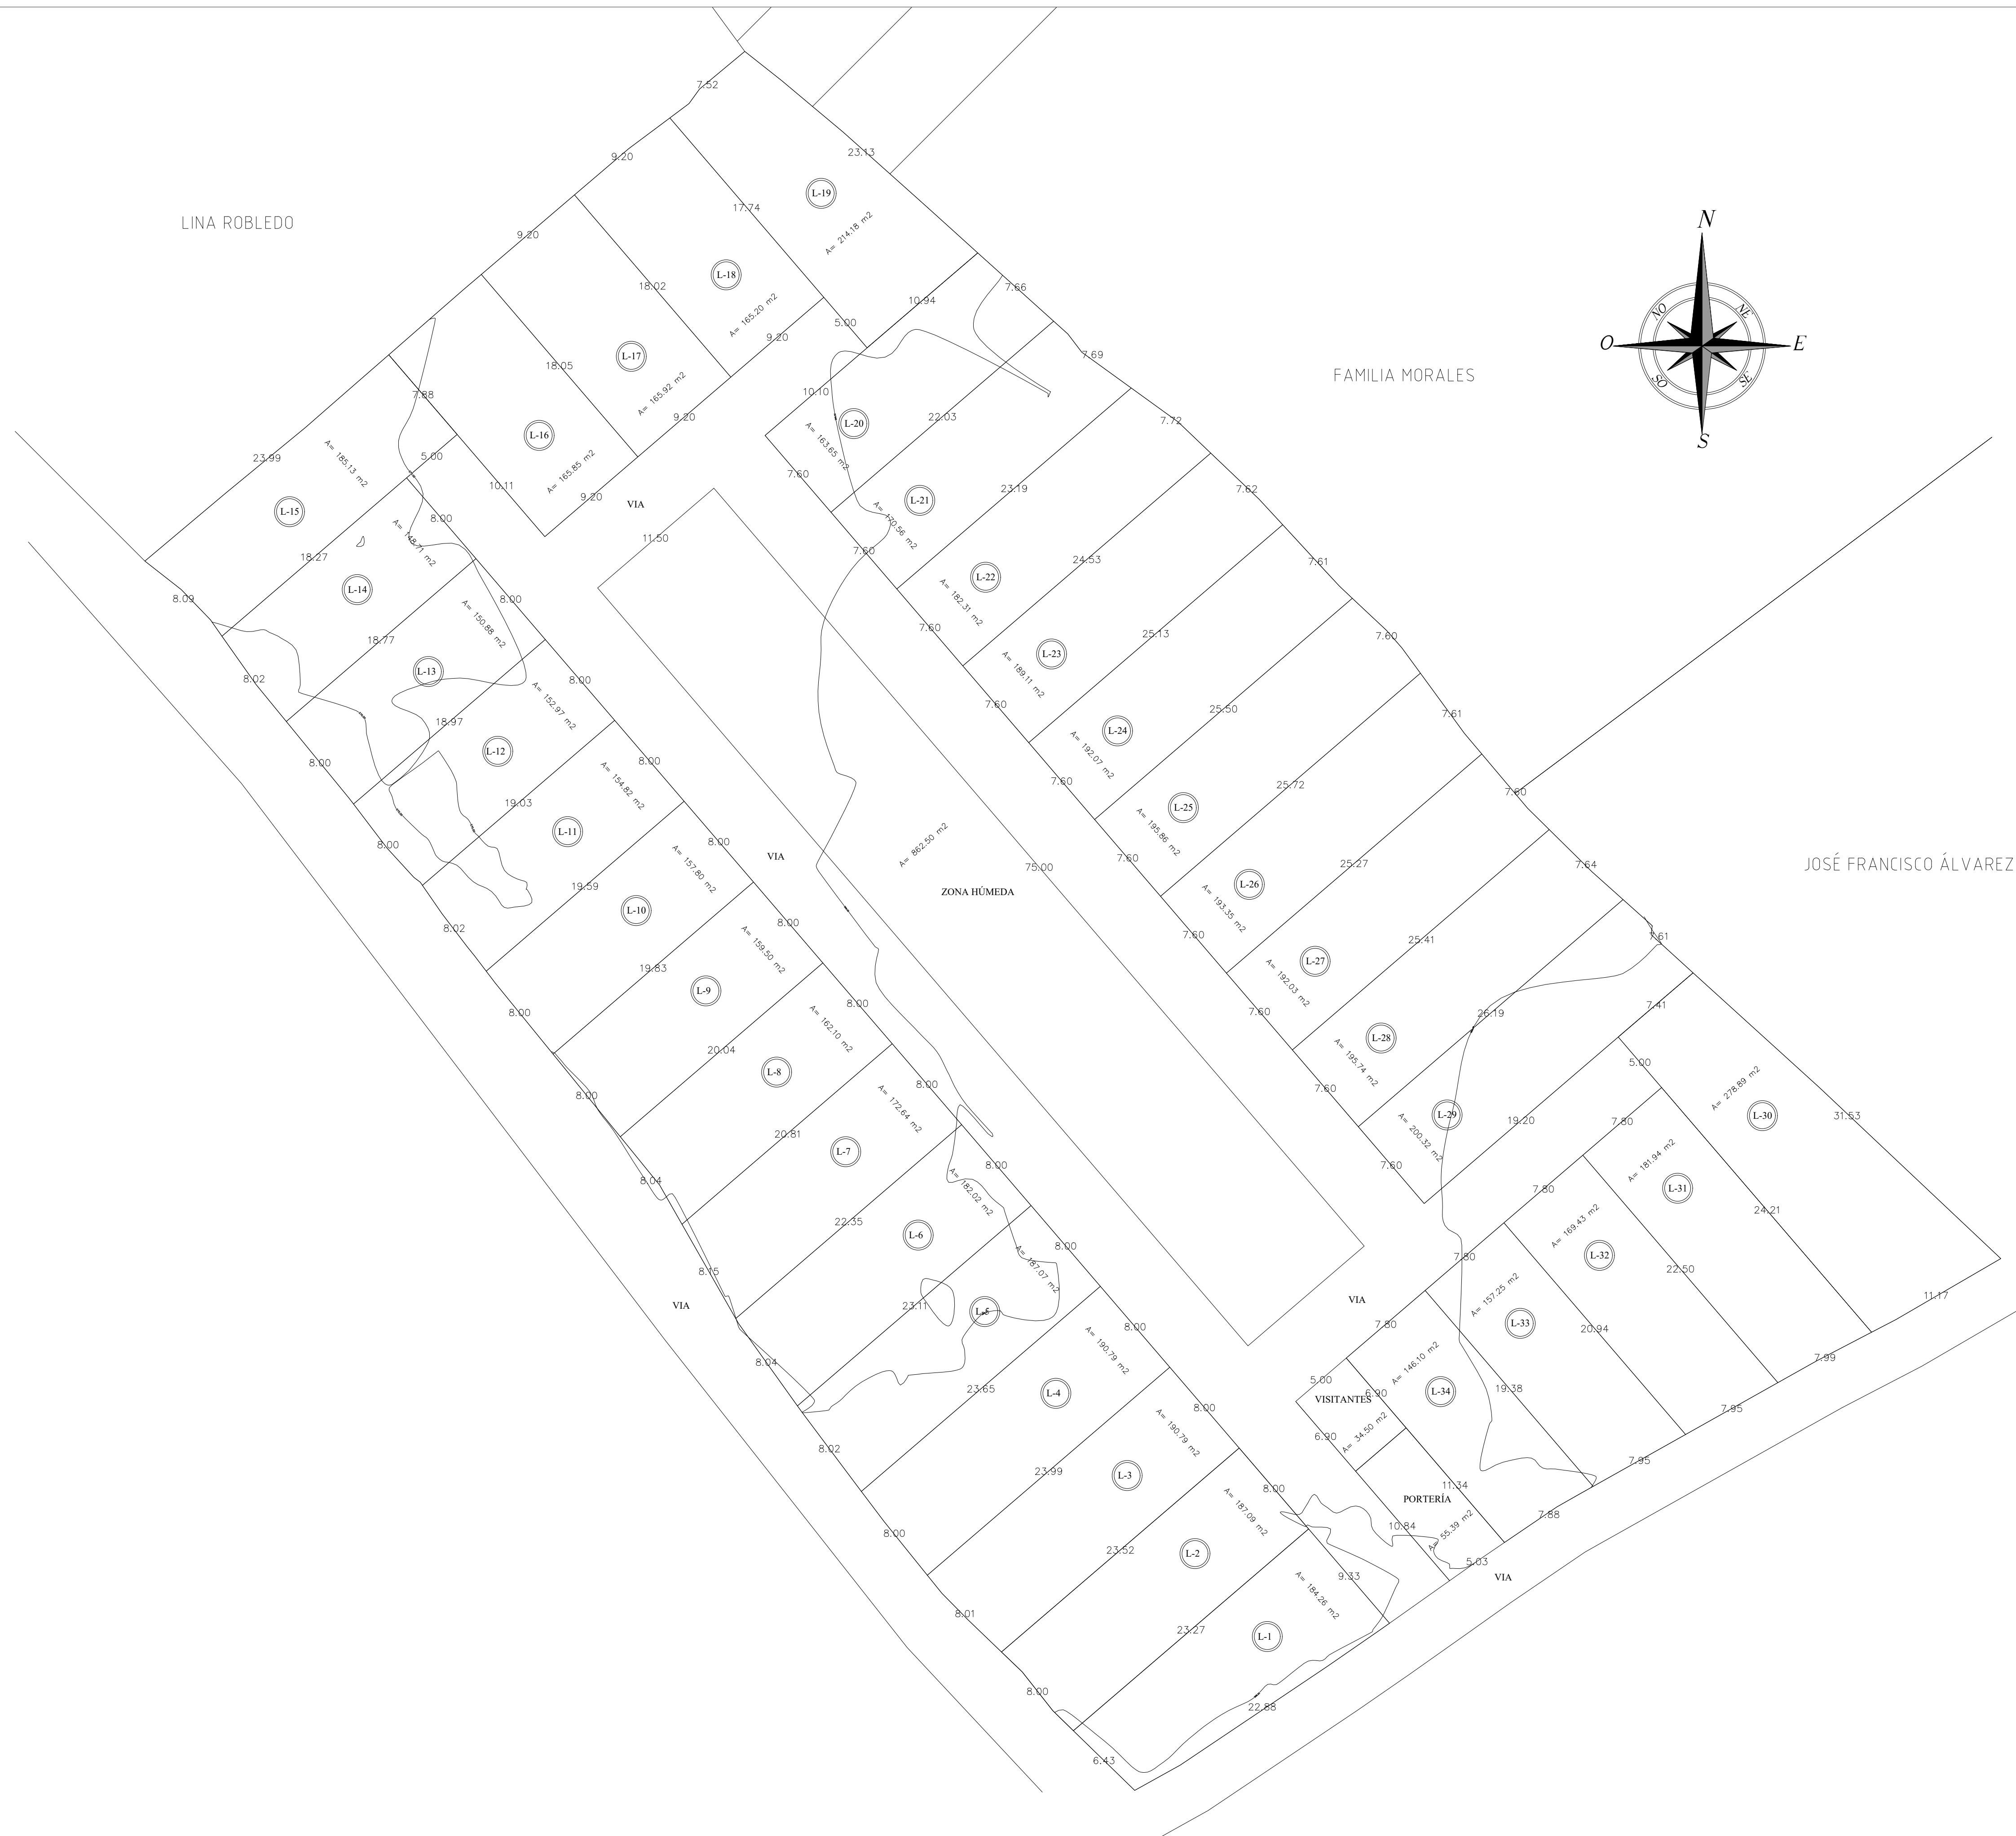 7.52
9.20
23.13
L-19
17.74
A= 214.18 m2
LINA ROBLEDO
N
NO
NE
O
E
SO
SE
S
9.20
L-18
18.02
A= 165.20 m2
9.20
5.00
10.94
7.66
FAMILIA MORALES
L-17
18.05
A= 165.92 m2
9.20
7.69
7.88
L-16
A= 165.85 m2
10.11
9.20
VIA
23.99
A= 185.13 m2
5.00
L-15
10.10
L-20
A= 163.65 m2
7.60
22.03
7.72
L-21
A= 170.56 m2
7.60
23.19
7.62
8.00
A= 148.71 m2
18.27
L-14
11.50
8.09
L-22
A= 182.31 m2
7.60
24.53
7.61
8.00
A= 150.88 m2
18.77
L-13
8.02
L-23
A= 189.11 m2
7.60
25.13
7.60
8.00
A= 152.97 m2
18.97
L-12
8.00
L-24
A= 192.07 m2
7.60
25.50
7.61
8.00
A= 154.82 m2
19.03
L-11
8.00
L-25
A= 195.86 m2
7.60
25.72
7.60
8.00
VIA
A= 862.50 m2
ZONA HÚMEDA
75.00
JOSÉ FRANCISCO ÁLVAREZ
A= 157.80 m2
19.59
L-10
8.02
L-26
A= 193.35 m2
7.60
25.27
7.64
8.00
A= 159.50 m2
19.83
L-9
8.00
L-27
A= 192.03 m2
7.60
25.41
7.61
8.00
A= 162.10 m2
20.04
L-8
8.00
L-28
A= 195.74 m2
7.60
26.19
7.41
5.00
8.00
A= 172.64 m2
20.81
L-7
8.04
L-29
A= 200.32 m2
7.60
19.20
7.80
A= 278.89 m2
L-30
31.53
8.00
A= 182.02 m2
22.35
L-6
8.15
7.80
A= 181.94 m2
L-31
24.21
11.17
8.00
A= 187.07 m2
23.11
L-5
8.04
VIA
7.80
A= 169.43 m2
L-32
22.50
7.99
VIA
8.00
A= 190.79 m2
23.65
L-4
8.02
7.80
A= 157.25 m2
L-33
20.94
7.95
5.00
VISITANTES
6.90
6.90
A= 34.50 m2
A= 146.10 m2
L-34
19.38
7.95
8.00
A= 190.79 m2
23.99
L-3
8.00
11.34
PORTERÍA
10.84
A= 55.39 m2
7.88
5.03
VIA
8.00
A= 187.09 m2
23.52
L-2
8.01
9.33
A= 184.26 m2
23.27
L-1
8.00
22.88
6.43